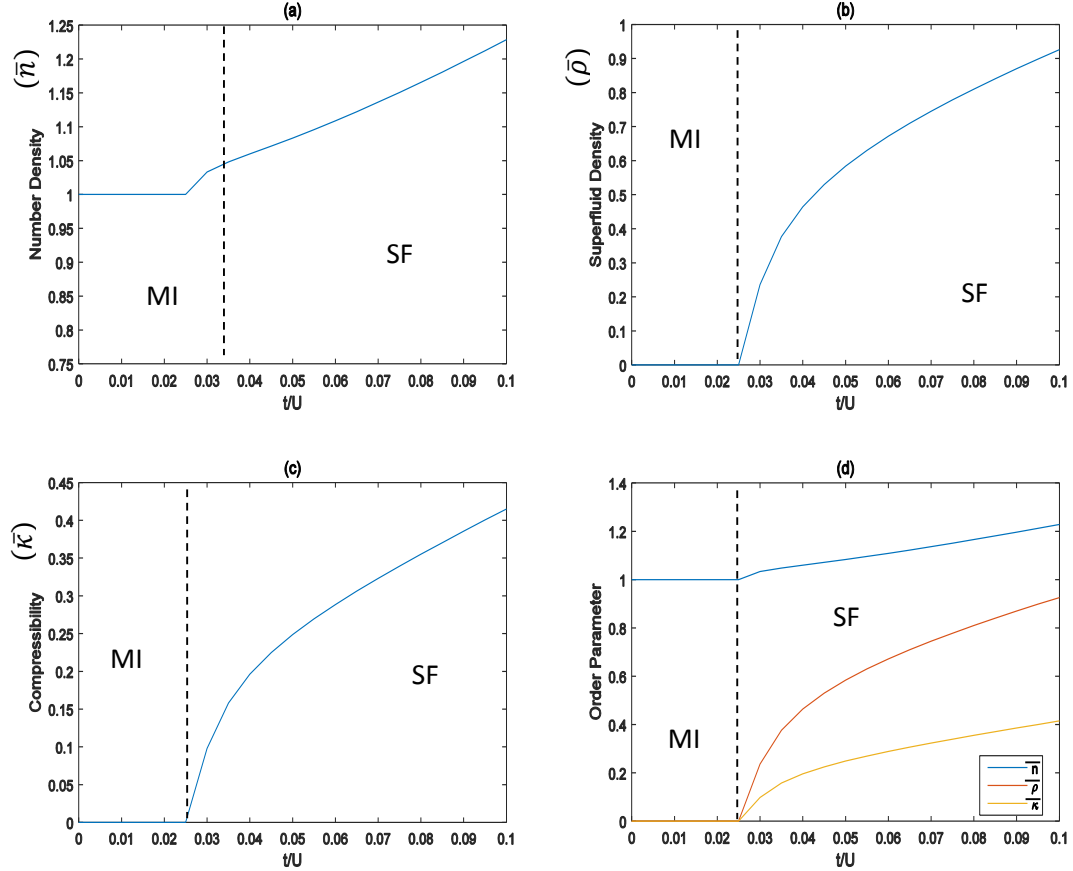 (a)
(n̅)
Number Density
1.25
1.2
1.15
1.1
1.05
1
0.95
0.9
0.85
0.8
0.75
MI
SF
0 0.01 0.02 0.03 0.04 0.05 0.06 0.07 0.08 0.09 0.1
t/U
(b)
(ρ̅)
Superfluid Density
1
0.9
0.8
0.7
0.6
0.5
0.4
0.3
0.2
0.1
0
MI
SF
0 0.01 0.02 0.03 0.04 0.05 0.06 0.07 0.08 0.09 0.1
t/U
(c)
(κ̅)
Compressibility
0.45
0.4
0.35
0.3
0.25
0.2
0.15
0.1
0.05
0
MI
SF
0 0.01 0.02 0.03 0.04 0.05 0.06 0.07 0.08 0.09 0.1
t/U
(d)
Order Parameter
1.4
1.2
1
0.8
0.6
0.4
0.2
0
SF
MI
n̅
ρ̅
κ̅
0 0.01 0.02 0.03 0.04 0.05 0.06 0.07 0.08 0.09 0.1
t/U